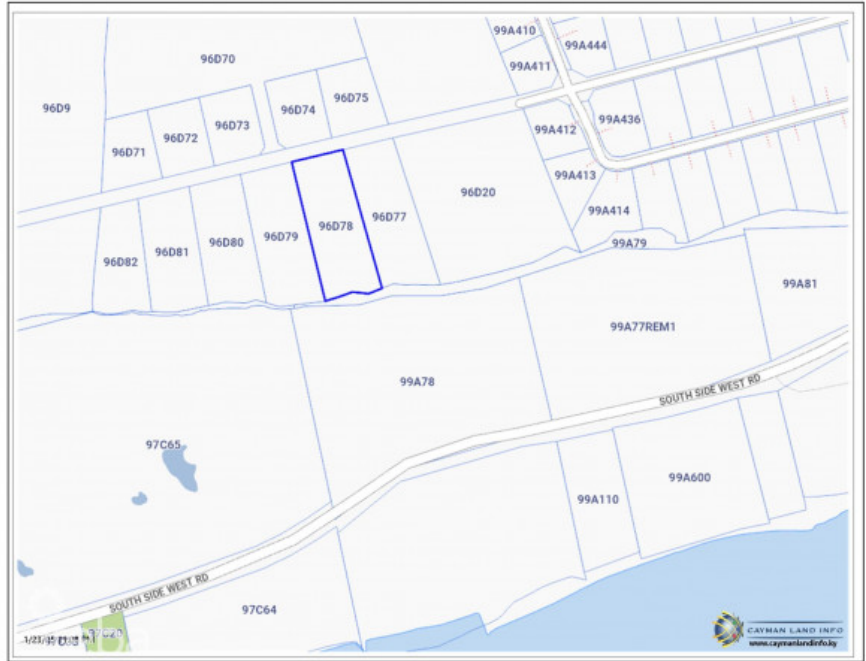 99A410
99A444
96D70
99A411
96D9
96D75
96D74
99A436
96D73
96D72
99A412
96D71
99A413
96D20
96D77
96D78
99A414
96D79
96D80
99A79
96D81
96D82
99A81
99A77REM1
99A78
SOUTH SIDE WEST RD
97C65
99A600
99A110
SOUTH SIDE WEST RD
97C64
97C20
CAYMAN LAND INFO
www.caymanlandinfo.ky